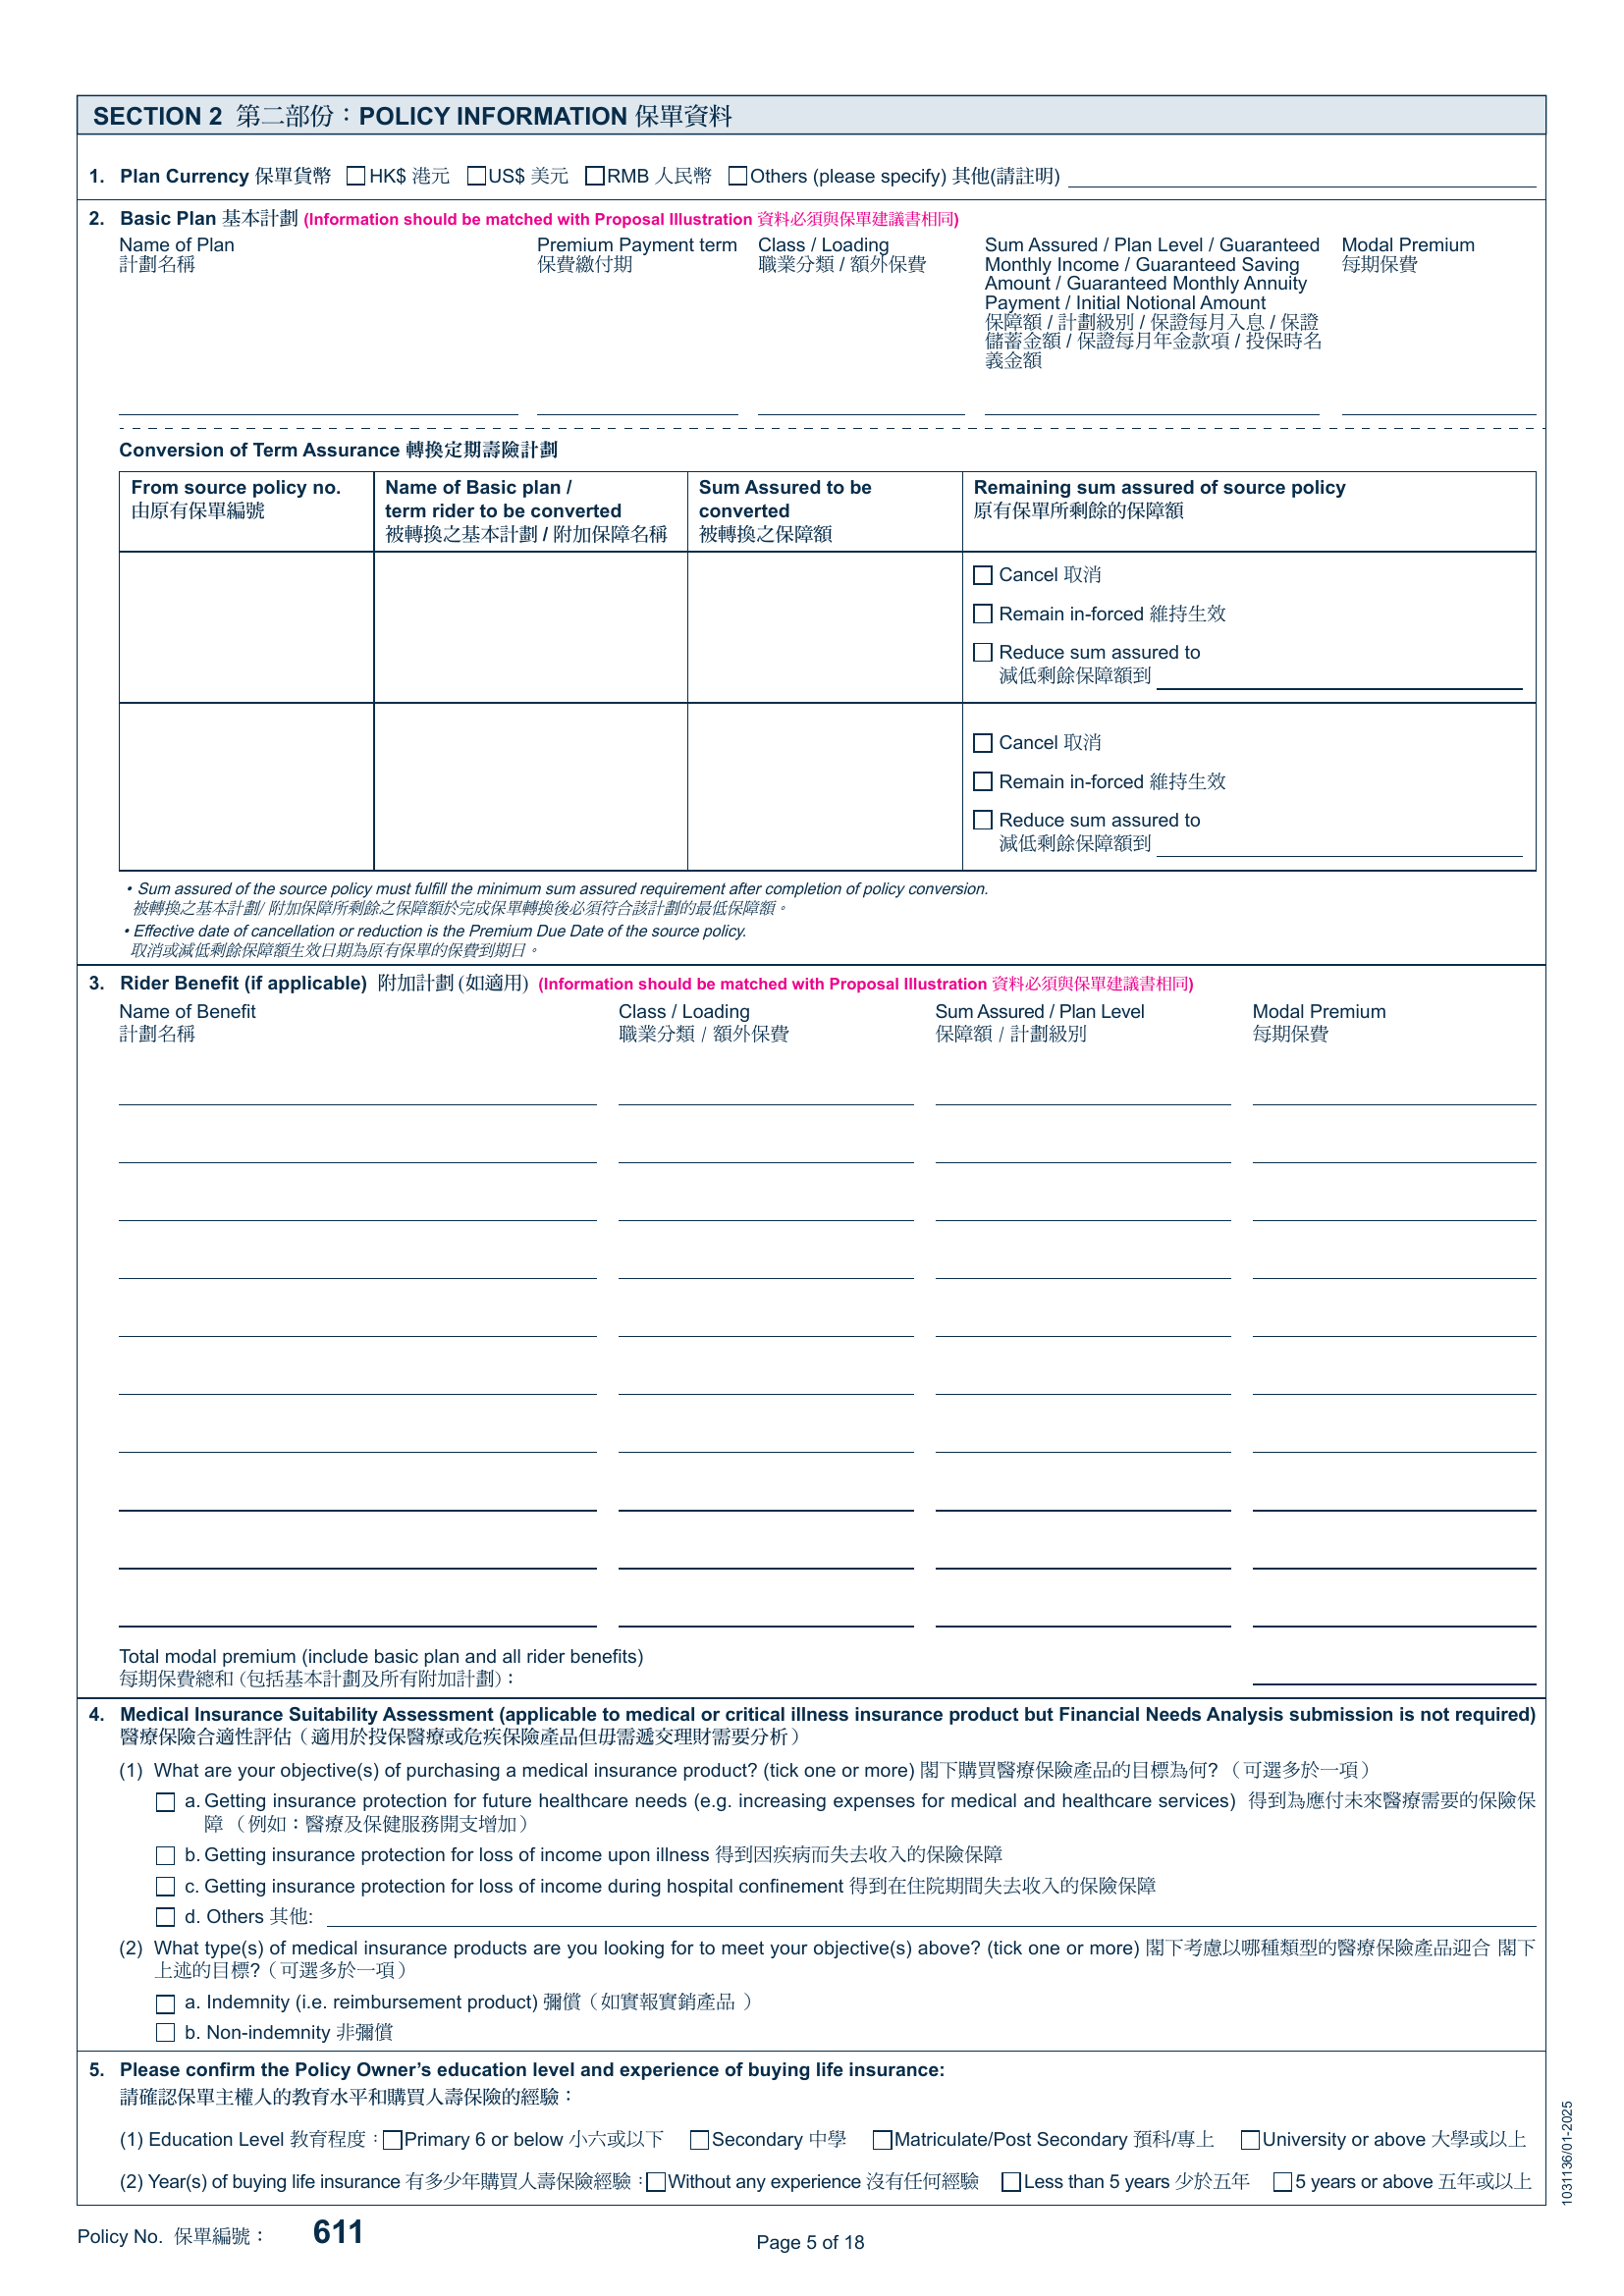 SECTION 2 第二部份：POLICY INFORMATION 保單資料
1. Plan Currency 保單貨幣 HK$ 港元 US$ 美元 RMB 人民幣 Others (please specify) 其他(請註明)
2. Basic Plan 基本計劃 (Information should be matched with Proposal Illustration 資料必須與保單建議書相同)
Name of Plan
計劃名稱
Premium Payment term
保費繳付期
Class / Loading
職業分類 / 額外保費
Sum Assured / Plan Level / Guaranteed
Monthly Income / Guaranteed Saving
Amount / Guaranteed Monthly Annuity
Payment / Initial Notional Amount
保障額 / 計劃級別 / 保證每月入息 / 保證
儲蓄金額 / 保證每月年金款項 / 投保時名
義金額
Modal Premium
每期保費
Conversion of Term Assurance 轉換定期壽險計劃
From source policy no.
由原有保單編號
Name of Basic plan /
term rider to be converted
被轉換之基本計劃 / 附加保障名稱
Sum Assured to be
converted
被轉換之保障額
Remaining sum assured of source policy
原有保單所剩餘的保障額
Cancel 取消
Remain in-forced 維持生效
Reduce sum assured to
減低剩餘保障額到
Cancel 取消
Remain in-forced 維持生效
Reduce sum assured to
減低剩餘保障額到
• Sum assured of the source policy must fulfill the minimum sum assured requirement after completion of policy conversion.
被轉換之基本計劃/ 附加保障所剩餘之保障額於完成保單轉換後必須符合該計劃的最低保障額。
• Effective date of cancellation or reduction is the Premium Due Date of the source policy.
取消或減低剩餘保障額生效日期為原有保單的保費到期日。
3. Rider Benefit (if applicable) 附加計劃 (如適用) (Information should be matched with Proposal Illustration 資料必須與保單建議書相同)
Name of Benefit
計劃名稱
Class / Loading
職業分類 / 額外保費
Sum Assured / Plan Level
保障額 / 計劃級別
Modal Premium
每期保費
Total modal premium (include basic plan and all rider benefits)
每期保費總和 (包括基本計劃及所有附加計劃)：
4. Medical Insurance Suitability Assessment (applicable to medical or critical illness insurance product but Financial Needs Analysis submission is not required)
醫療保險合適性評估（適用於投保醫療或危疾保險產品但毋需遞交理財需要分析）
(1) What are your objective(s) of purchasing a medical insurance product? (tick one or more) 閣下購買醫療保險產品的目標為何? （可選多於一項）
a. Getting insurance protection for future healthcare needs (e.g. increasing expenses for medical and healthcare services) 得到為應付未來醫療需要的保險保
障 （例如：醫療及保健服務開支增加）
b. Getting insurance protection for loss of income upon illness 得到因疾病而失去收入的保險保障
c. Getting insurance protection for loss of income during hospital confinement 得到在住院期間失去收入的保險保障
d. Others 其他:
(2) What type(s) of medical insurance products are you looking for to meet your objective(s) above? (tick one or more) 閣下考慮以哪種類型的醫療保險產品迎合 閣下
上述的目標?（可選多於一項）
a. Indemnity (i.e. reimbursement product) 彌償（如實報實銷產品 ）
b. Non-indemnity 非彌償
5. Please confirm the Policy Owner’s education level and experience of buying life insurance:
請確認保單主權人的教育水平和購買人壽保險的經驗：
(1) Education Level 教育程度：Primary 6 or below 小六或以下 Secondary 中學 Matriculate/Post Secondary 預科/專上 University or above 大學或以上
(2) Year(s) of buying life insurance 有多少年購買人壽保險經驗：Without any experience 沒有任何經驗 Less than 5 years 少於五年 5 years or above 五年或以上
1031136/01-2025
Policy No. 保單編號： 611
Page 5 of 18